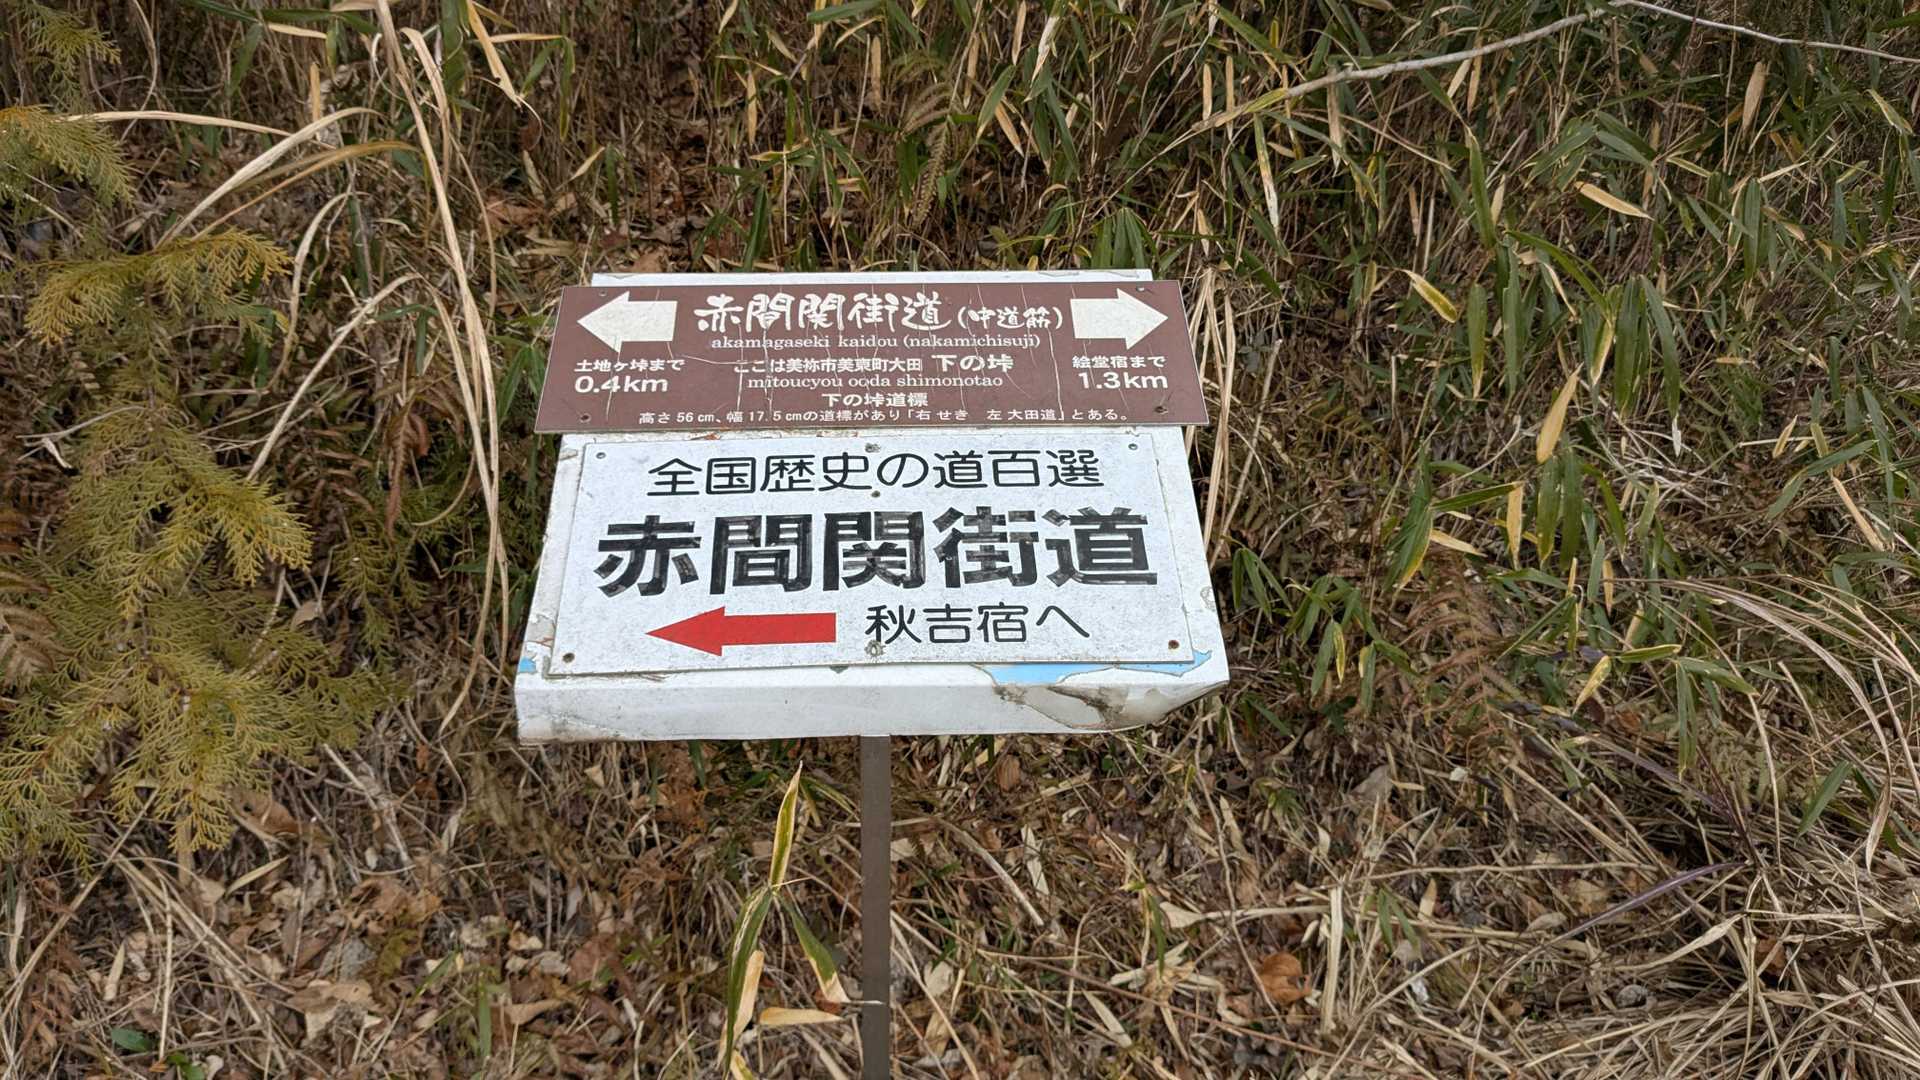 赤間関街道(中道筋)
akamagaseki kaidou (nakamichisuji)
土地ヶ垰まで
0.4km
ここは美祢市美東町大田 下の垰
mitoucyou ooda shimonotao
絵堂宿まで
1.3km
下の垰道標
高さ56cm、幅17.5cmの道標があり「右 せき 左 大田道」とある。
全国歴史の道百選
赤間関街道
秋吉宿へ